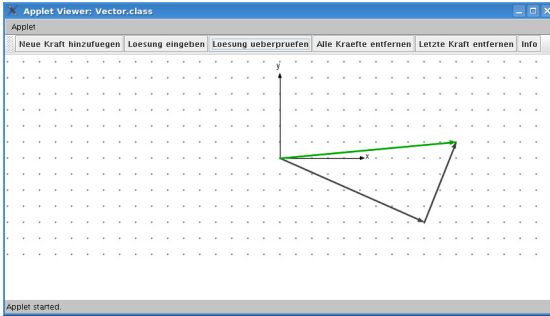 Applet Viewer: Vector.class
Applet
Neue Kraft hinzufuegen Loesung eingeben Loesung ueberpruefen Alle Kraefte entfernen Letzte Kraft entfernen Info
y
x
Applet started.